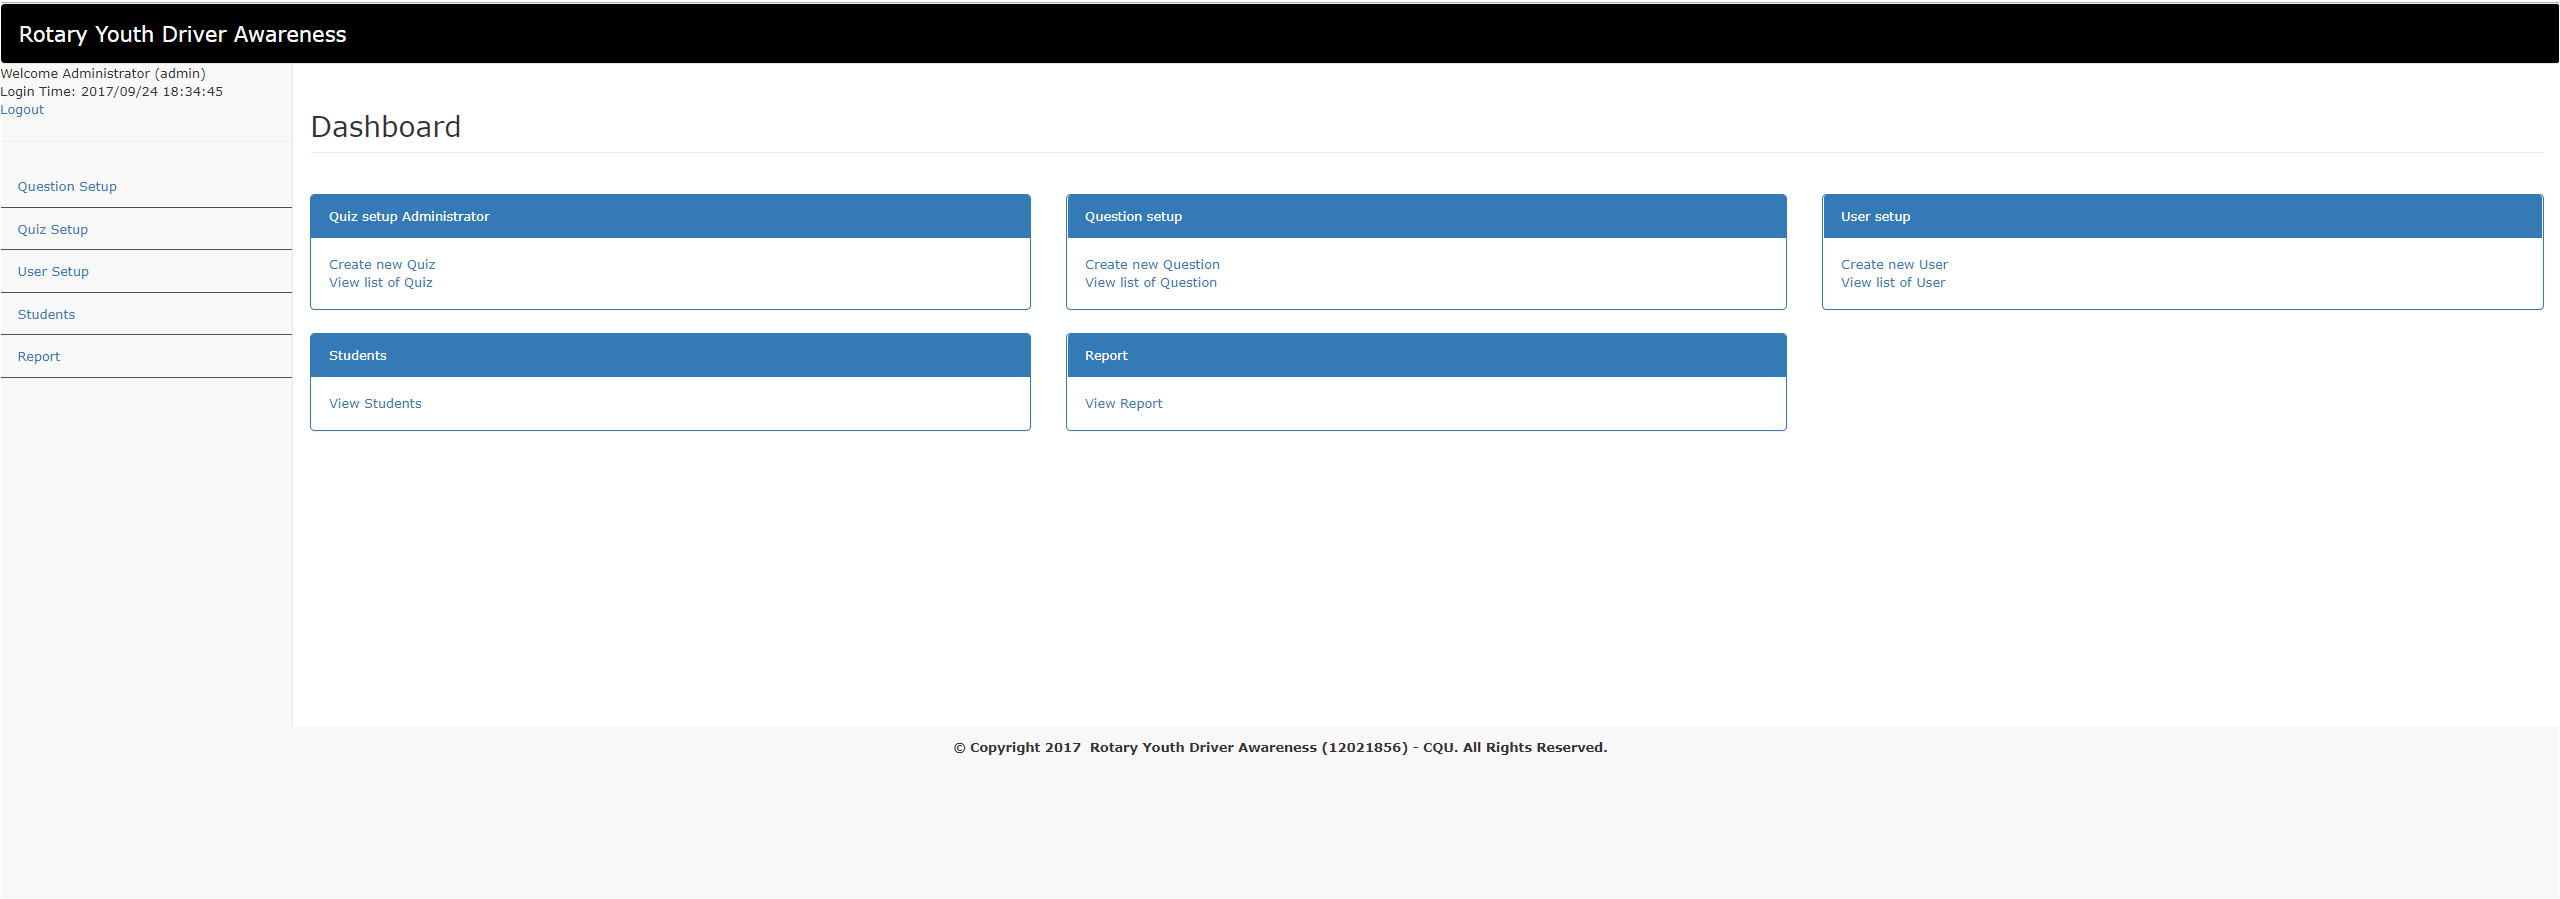 Rotary Youth Driver Awareness
Welcome Administrator (admin)
Login Time: 2017/09/24 18:34:45
Logout
Question Setup
Quiz Setup
User Setup
Students
Report
Dashboard
Quiz setup Administrator
Create new Quiz
View list of Quiz
Question setup
Create new Question
View list of Question
User setup
Create new User
View list of User
Students
View Students
Report
View Report
© Copyright 2017  Rotary Youth Driver Awareness (12021856) - CQU. All Rights Reserved.